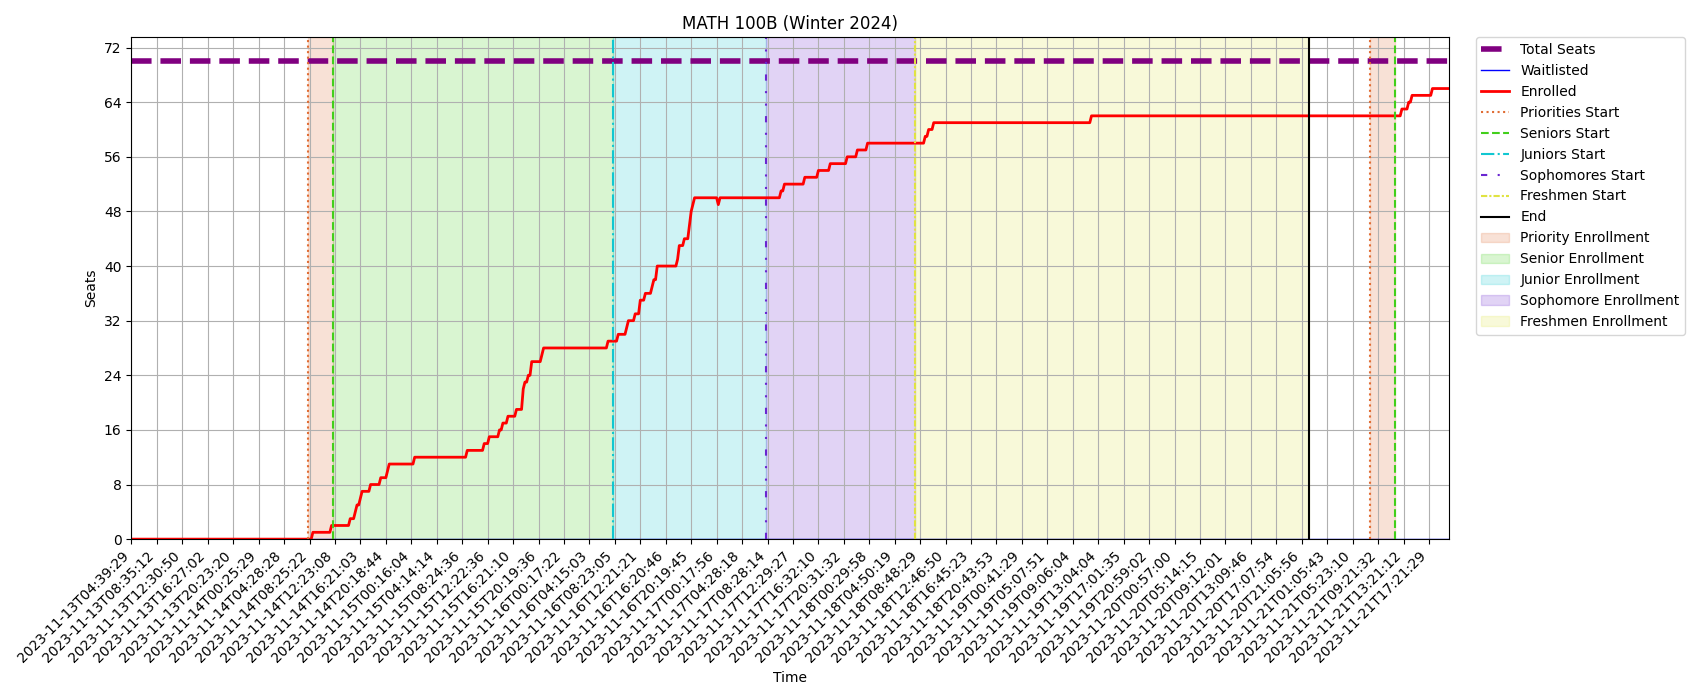 MATH 100B (Winter 2024)
72
64
56
48
40
32
24
16
8
0
Seats
2023-11-13T04:39:29
2023-11-13T08:35:12
2023-11-13T12:30:50
2023-11-13T16:27:02
2023-11-13T20:23:20
2023-11-14T00:25:29
2023-11-14T04:28:28
2023-11-14T08:25:22
2023-11-14T12:23:08
2023-11-14T16:21:03
2023-11-14T20:18:44
2023-11-15T00:16:04
2023-11-15T04:14:14
2023-11-15T08:24:36
2023-11-15T12:22:36
2023-11-15T16:21:10
2023-11-15T20:19:36
2023-11-16T00:17:22
2023-11-16T04:15:03
2023-11-16T08:23:05
2023-11-16T12:21:21
2023-11-16T16:20:46
2023-11-16T20:19:45
2023-11-17T00:17:56
2023-11-17T04:28:18
2023-11-17T08:28:14
2023-11-17T12:29:27
2023-11-17T16:32:10
2023-11-17T20:31:32
2023-11-18T00:29:58
2023-11-18T04:50:19
2023-11-18T08:48:29
2023-11-18T12:46:50
2023-11-18T16:45:23
2023-11-18T20:43:53
2023-11-19T00:41:29
2023-11-19T05:07:51
2023-11-19T09:06:04
2023-11-19T13:04:04
2023-11-19T17:01:35
2023-11-19T20:59:02
2023-11-20T00:57:00
2023-11-20T05:14:15
2023-11-20T09:12:01
2023-11-20T13:09:46
2023-11-20T17:07:54
2023-11-20T21:05:56
2023-11-21T01:05:43
2023-11-21T05:23:10
2023-11-21T09:21:32
2023-11-21T13:21:12
2023-11-21T17:21:29
Time
Total Seats
Waitlisted
Enrolled
Priorities Start
Seniors Start
Juniors Start
Sophomores Start
Freshmen Start
End
Priority Enrollment
Senior Enrollment
Junior Enrollment
Sophomore Enrollment
Freshmen Enrollment